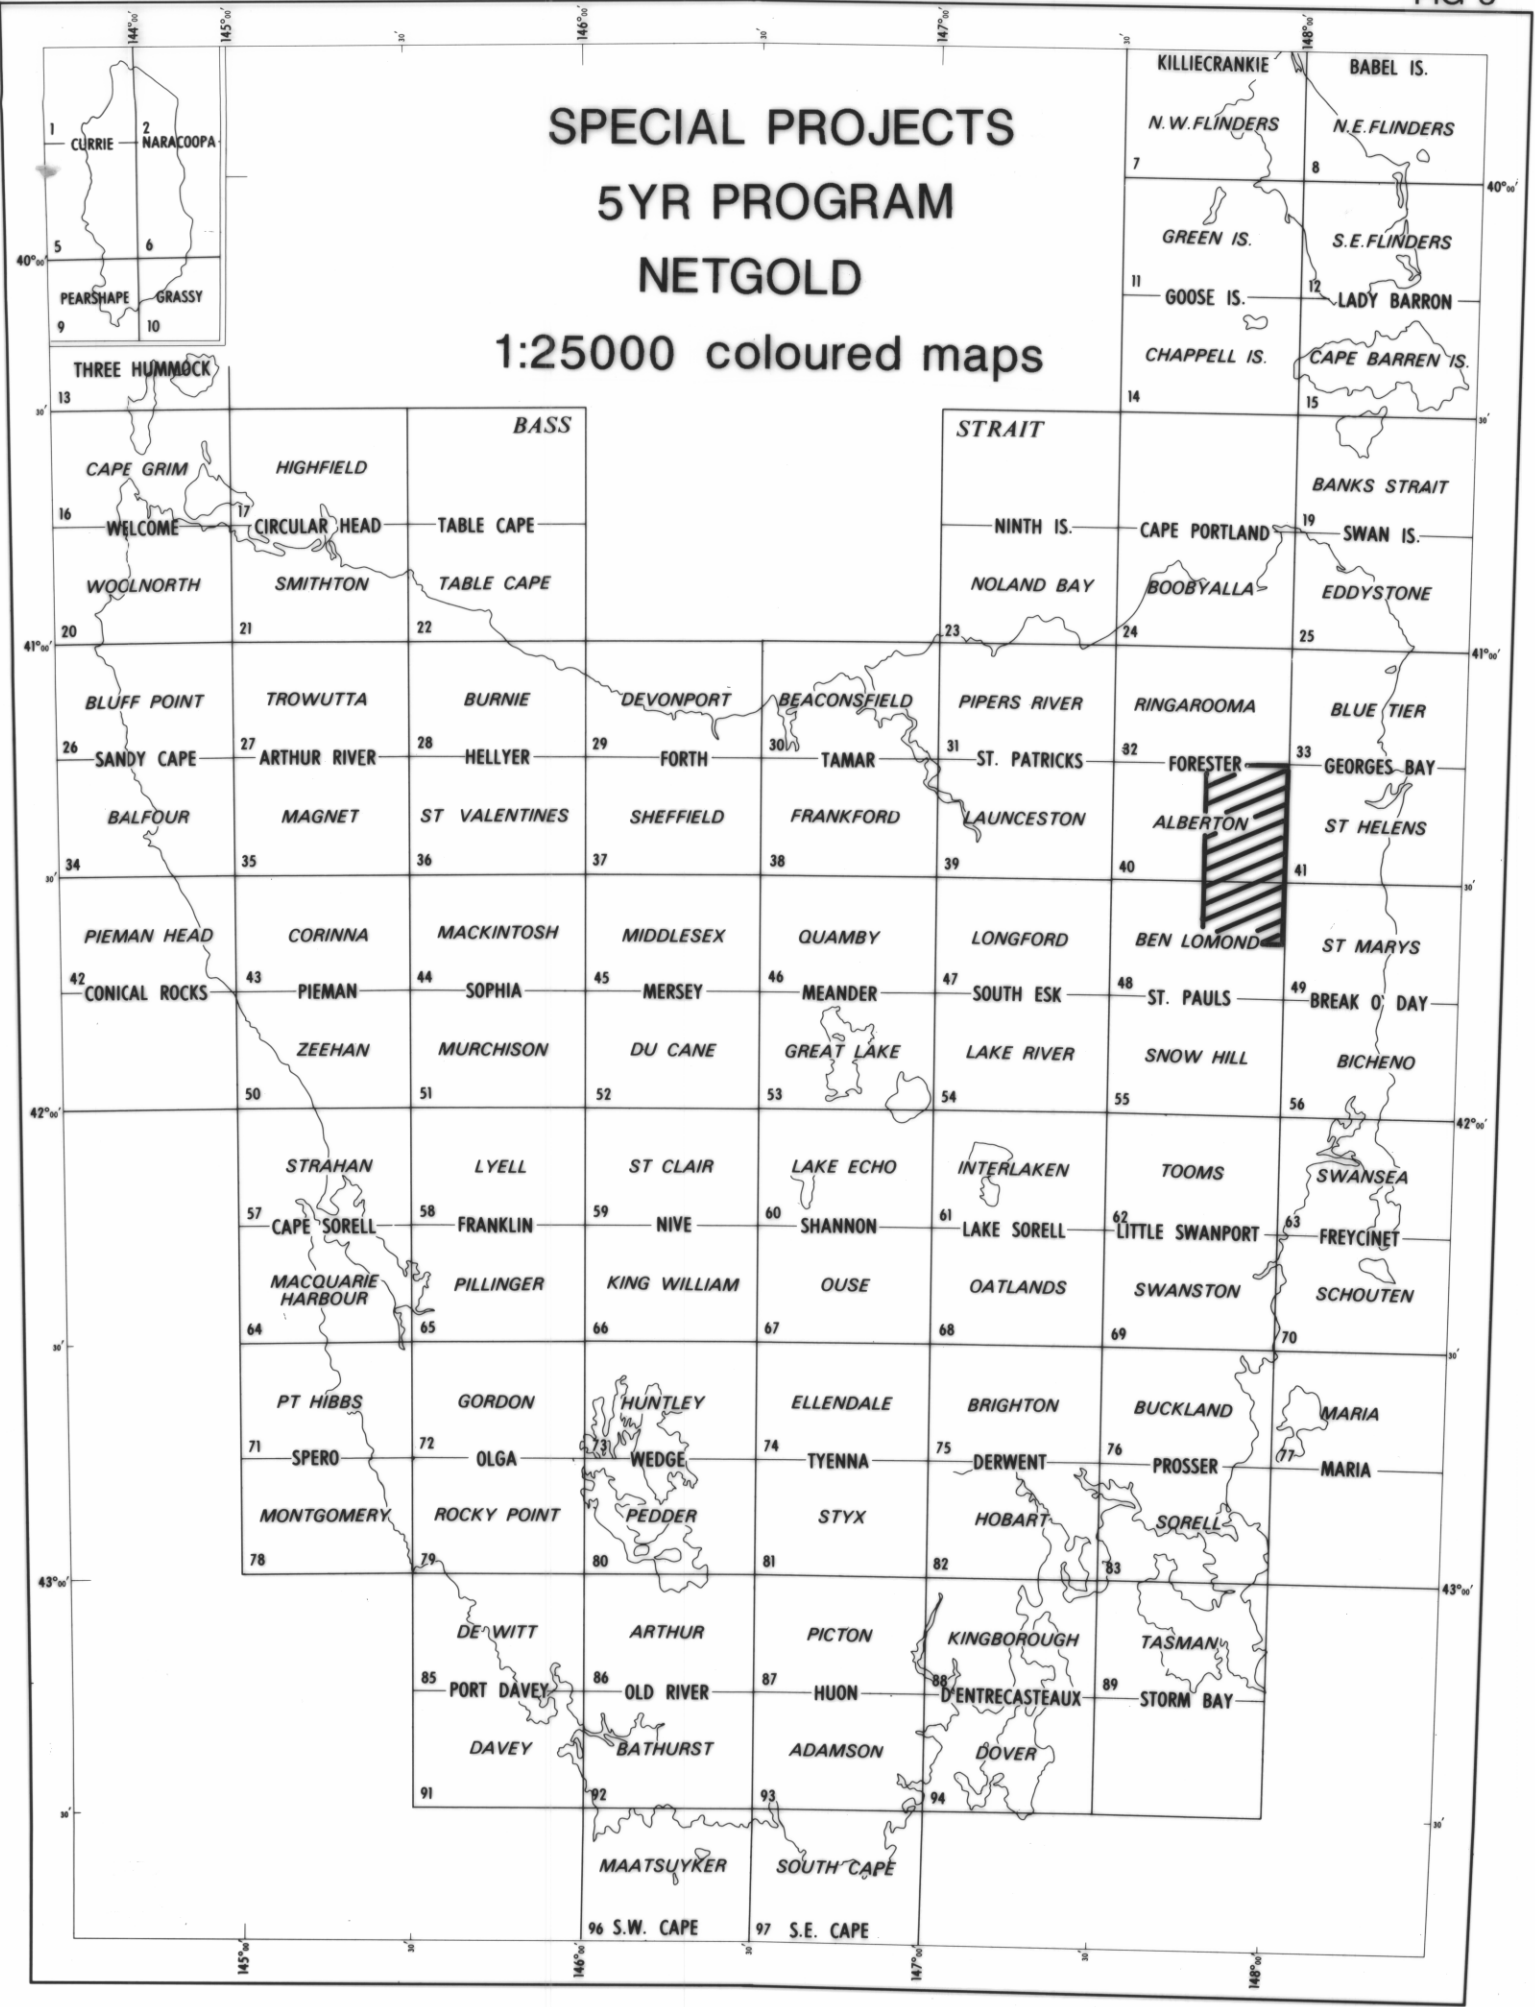 144°00'
145°00'
30'
146°00'
30'
147°00'
30'
148°00'
SPECIAL PROJECTS
5YR PROGRAM
NETGOLD
1:25000 coloured maps
KILLIECRANKIE
BABEL IS.
N.W.FLINDERS
N.E.FLINDERS
1
CURRIE
2
NARACOOPA
7
8
40°00'
GREEN IS.
S.E.FLINDERS
5
6
40°00'
PEARSHAPE
GRASSY
9
10
11
GOOSE IS.
12
LADY BARRON
CHAPPELL IS.
CAPE BARREN IS.
THREE HUMMOCK
13
14
15
30'
30'
BASS
STRAIT
CAPE GRIM
HIGHFIELD
BANKS STRAIT
16
WELCOME
17
CIRCULAR HEAD
TABLE CAPE
NINTH IS.
CAPE PORTLAND
19
SWAN IS.
WOOLNORTH
SMITHTON
TABLE CAPE
NOLAND BAY
BOOBYALLA
EDDYSTONE
20
21
22
23
24
25
41°00'
41°00'
BLUFF POINT
TROWUTTA
BURNIE
DEVONPORT
BEACONSFIELD
PIPERS RIVER
RINGAROOMA
BLUE TIER
26
SANDY CAPE
27
ARTHUR RIVER
28
HELLYER
29
FORTH
30
TAMAR
31
ST. PATRICKS
32
FORESTER
33
GEORGES BAY
BALFOUR
MAGNET
ST VALENTINES
SHEFFIELD
FRANKFORD
LAUNCESTON
ALBERTON
ST HELENS
34
35
36
37
38
39
40
41
30'
30'
PIEMAN HEAD
CORINNA
MACKINTOSH
MIDDLESEX
QUAMBY
LONGFORD
BEN LOMOND
ST MARYS
42
CONICAL ROCKS
43
PIEMAN
44
SOPHIA
45
MERSEY
46
MEANDER
47
SOUTH ESK
48
ST. PAULS
49
BREAK O' DAY
ZEEHAN
MURCHISON
DU CANE
GREAT LAKE
LAKE RIVER
SNOW HILL
BICHENO
50
51
52
53
54
55
56
42°00'
42°00'
STRAHAN
LYELL
ST CLAIR
LAKE ECHO
INTERLAKEN
TOOMS
SWANSEA
57
CAPE SORELL
58
FRANKLIN
59
NIVE
60
SHANNON
61
LAKE SORELL
62
LITTLE SWANPORT
63
FREYCINET
MACQUARIE
HARBOUR
PILLINGER
KING WILLIAM
OUSE
OATLANDS
SWANSTON
SCHOUTEN
64
65
66
67
68
69
70
30'
30'
PT HIBBS
GORDON
HUNTLEY
ELLENDALE
BRIGHTON
BUCKLAND
MARIA
71
SPERO
72
OLGA
73
WEDGE
74
TYENNA
75
DERWENT
76
PROSSER
77
MARIA
MONTGOMERY
ROCKY POINT
PEDDER
STYX
HOBART
SORELL
78
79
80
81
82
83
43°00'
43°00'
DE WITT
ARTHUR
PICTON
KINGBOROUGH
TASMAN
85
PORT DAVEY
86
OLD RIVER
87
HUON
88
D'ENTRECASTEAUX
89
STORM BAY
DAVEY
BATHURST
ADAMSON
DOVER
91
92
93
94
30'
30'
MAATSUYKER
SOUTH CAPE
96 S.W. CAPE
97 S.E. CAPE
145°00'
30'
146°00'
30'
147°00'
30'
148°00'